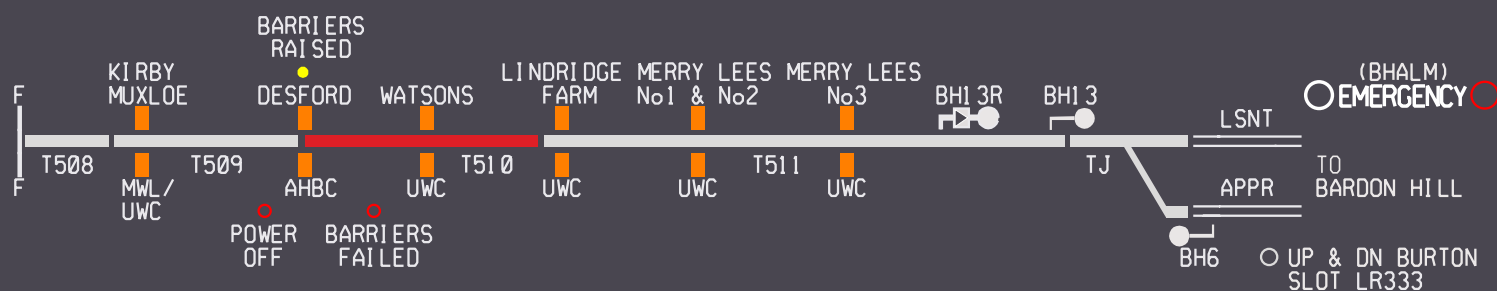 BARRIERS
RAISED
KIRBY
MUXLOE
DESFORD
WATSONS
LINDRIDGE
FARM
MERRY LEES
No1 & No2
MERRY LEES
No3
BH13R
BH13
(BHALM)
EMERGENCY
F
F
T508
T509
T510
T511
TJ
LSNT
APPR
TO
BARDON HILL
MWL/
UWC
AHBC
UWC
UWC
UWC
UWC
POWER
OFF
BARRIERS
FAILED
BH6
UP & DN BURTON
SLOT LR333